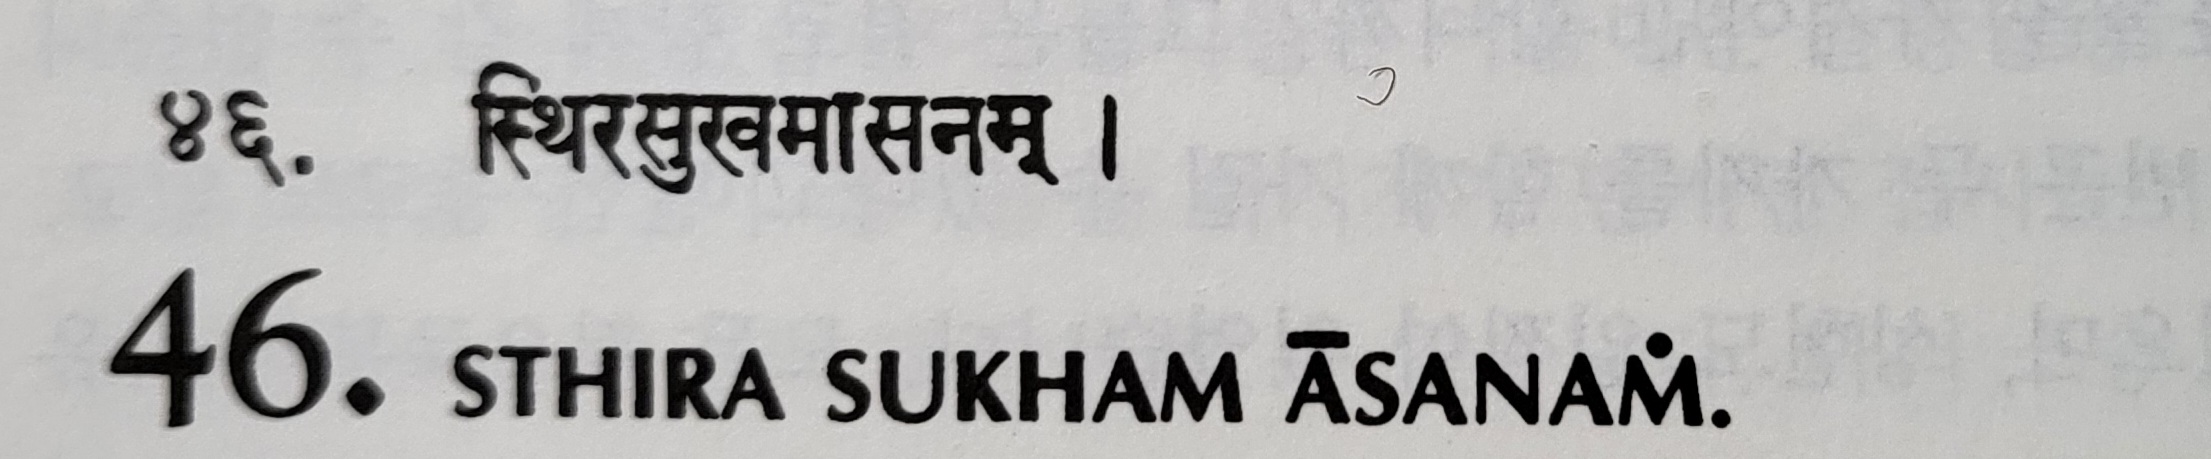 ४६. स्थिरसुखमासनम् ।
46. STHIRA SUKHAM ĀSANAṀ.